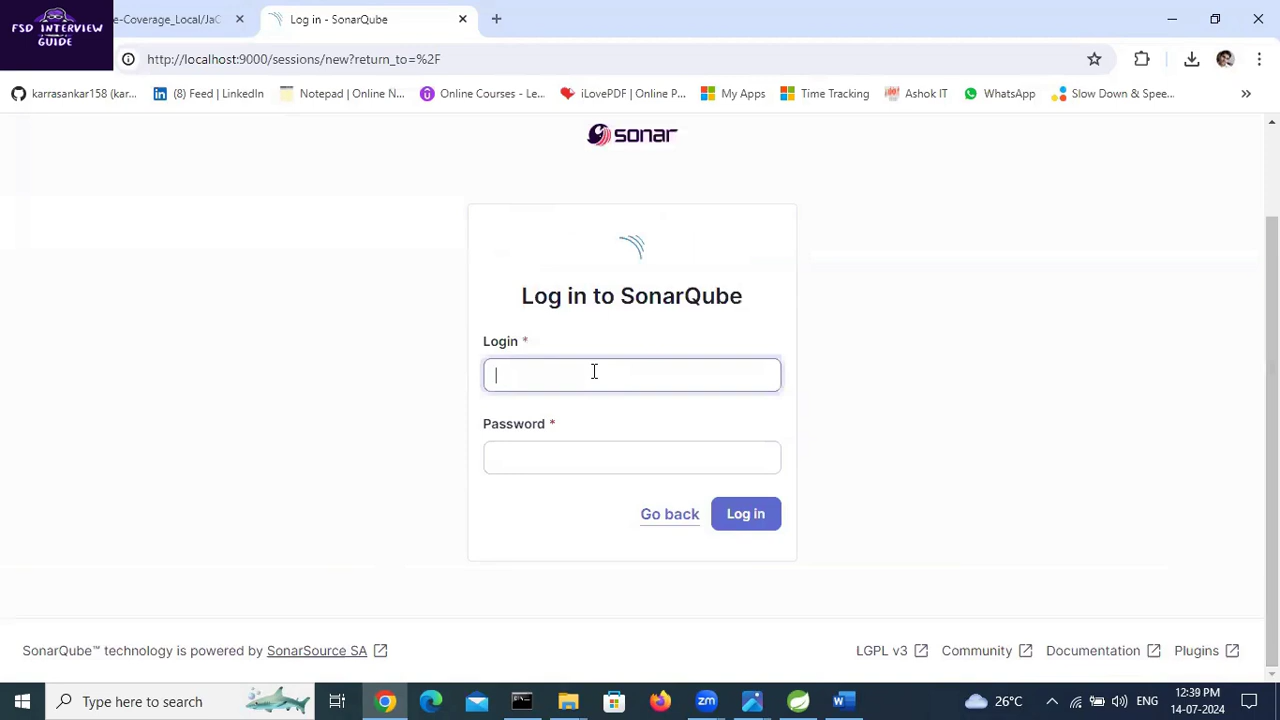 FSD INTERVIEW
GUIDE
e-Coverage_Local/JaC
Log in - SonarQube
http://localhost:9000/sessions/new?return_to=%2F
karrasankar158 (kar...
(8) Feed | LinkedIn
Notepad | Online N...
Online Courses - Le...
iLovePDF | Online P...
My Apps
Time Tracking
Ashok IT
WhatsApp
Slow Down & Spee...
sonar
Log in to SonarQube
Login *
Password *
Go back
Log in
SonarQube™ technology is powered by SonarSource SA
LGPL v3
Community
Documentation
Plugins
Type here to search
26°C
ENG
12:39 PM
14-07-2024